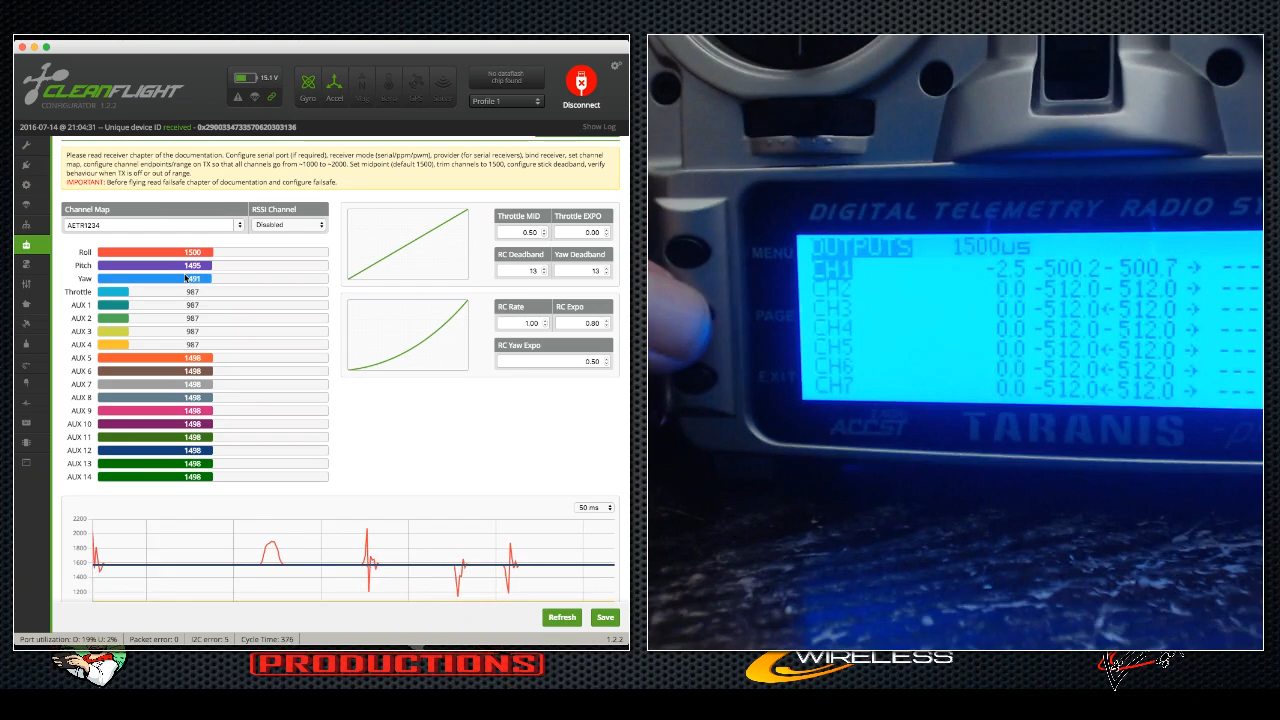 CLEANFLIGHT
CONFIGURATOR 1.2.2
15.1 V
Gyro
Accel
No dataflash
chip found
Profile 1
Disconnect
2016-07-14 @ 21:04:31 -- Unique device ID received - 0x2900334733570620303136
Show Log
Please read receiver chapter of the documentation. Configure serial port (if required), receiver mode (serial/ppm/pwm), provider (for serial receivers), bind receiver, set channel
map, configure channel endpoints/range on TX so that all channels go from ~1000 to ~2000. Set midpoint (default 1500), trim channels to 1500, configure stick deadband, verify
behaviour when TX is off or out of range.
IMPORTANT: Before flying read failsafe chapter of documentation and configure failsafe.
Channel Map
RSSI Channel
AETR1234
Disabled
Roll 1500
Pitch 1495
Yaw 1491
Throttle 987
AUX 1 987
AUX 2 987
AUX 3 987
AUX 4 987
AUX 5 1498
AUX 6 1498
AUX 7 1498
AUX 8 1498
AUX 9 1498
AUX 10 1498
AUX 11 1498
AUX 12 1498
AUX 13 1498
AUX 14 1498
Throttle MID Throttle EXPO
0.50 0.00
RC Deadband Yaw Deadband
13 13
RC Rate RC Expo
1.00 0.80
RC Yaw Expo
0.50
50 ms
2200
2000
1800
1600
1400
1200
Refresh
Save
Port utilization: D: 19% U: 2%
Packet error: 0
I2C error: 5
Cycle Time: 376
1.2.2
DIGITAL TELEMETRY RADIO SY
MENU
PAGE
EXIT
OUTPUTS 1500us
CH1 -2.5 -500.2 - 500.7 → ---
CH2 0.0 -512.0 - 512.0 → ---
CH3 0.0 -512.0 ← 512.0 → ---
CH4 0.0 -512.0 - 512.0 → ---
CH5 0.0 -512.0 ← 512.0 → ---
CH6 0.0 -512.0 ← 512.0 → ---
CH7 0.0 -512.0 ← 512.0 → ---
ACCST
TARANIS
PRODUCTIONS
WIRELESS